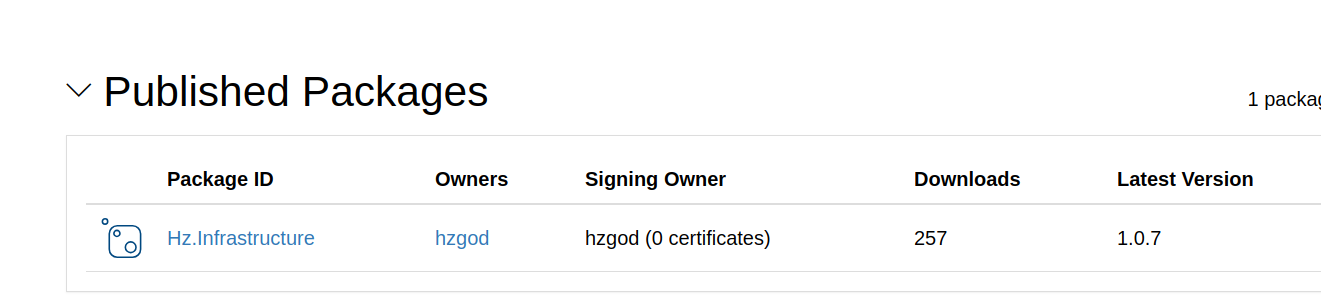 Published Packages
1 packag
Package ID Owners Signing Owner Downloads Latest Version
Hz.Infrastructure hzgod hzgod (0 certificates) 257 1.0.7